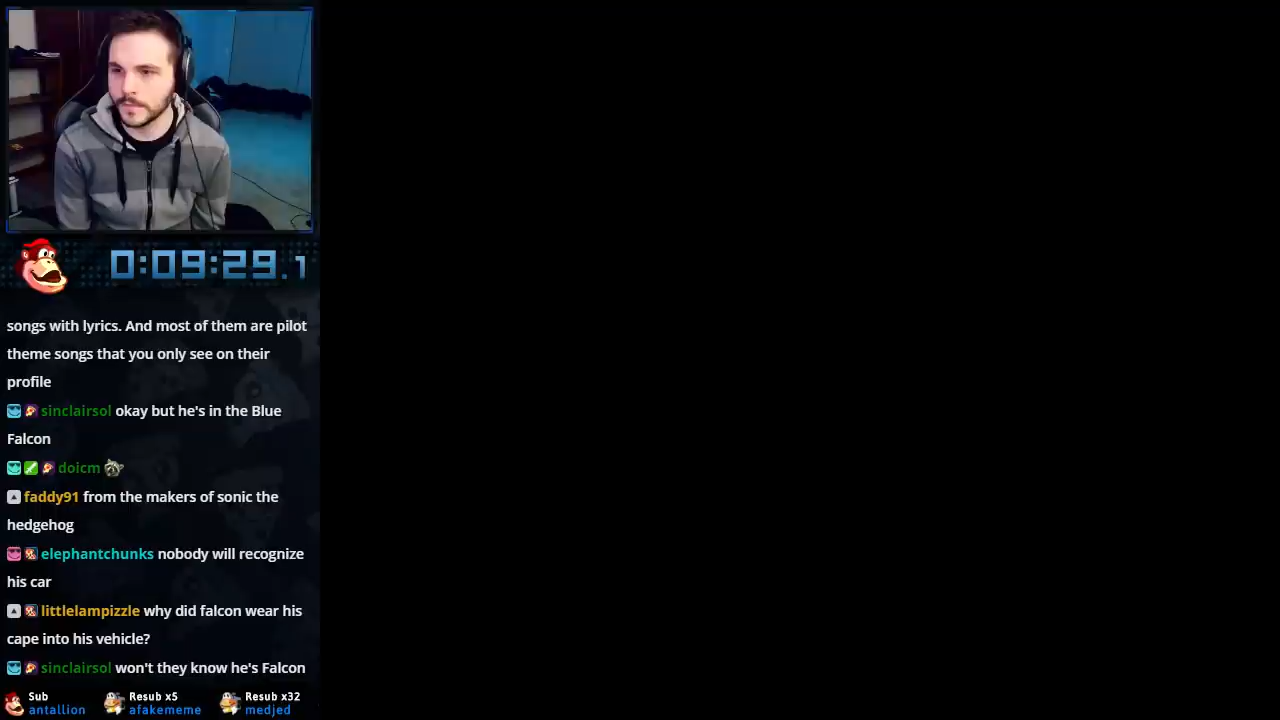 0:09:29.1
songs with lyrics. And most of them are pilot
theme songs that you only see on their
profile
sinclairsol okay but he's in the Blue
Falcon
doicm
faddy91 from the makers of sonic the
hedgehog
elephantchunks nobody will recognize
his car
littlelampizzle why did falcon wear his
cape into his vehicle?
sinclairsol won't they know he's Falcon
Sub
antallion
Resub x5
afakememe
Resub x32
medjed